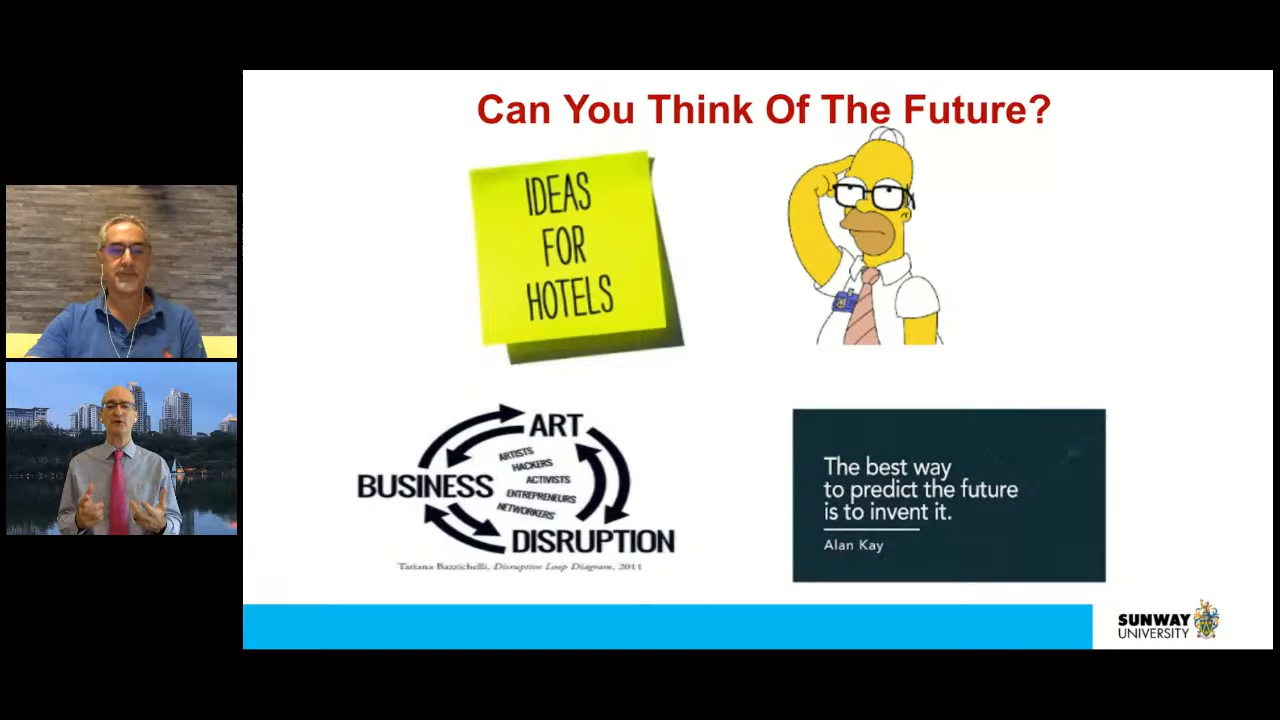 Can You Think Of The Future?
IDEAS
FOR
HOTELS
ART
ARTISTS
HACKERS
BUSINESS
ACTIVISTS
ENTREPRENEURS
NETWORKERS
DISRUPTION
Tatiana Bazzichelli, Disruptive Loop Diagram, 2011
The best way
to predict the future
is to invent it.
Alan Kay
SUNWAY
UNIVERSITY